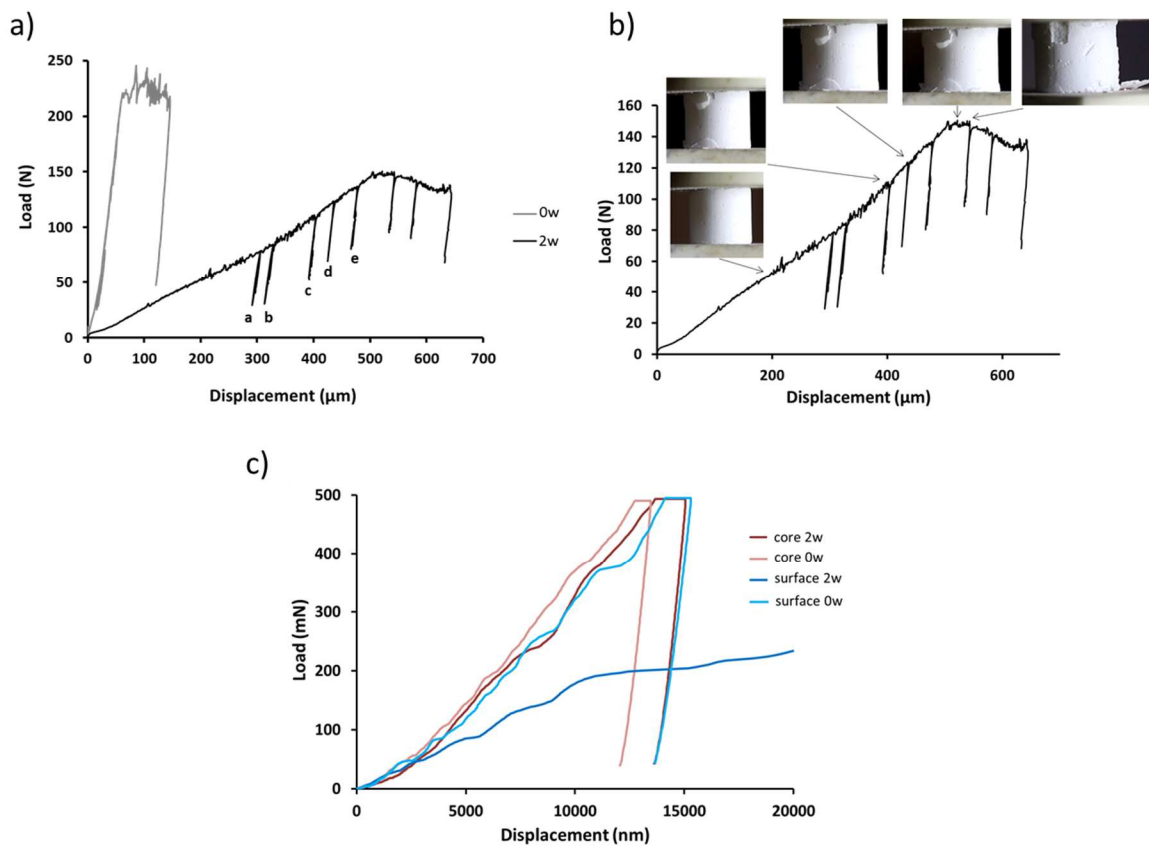 a)
250
200
150
100
50
0
Load (N)
0 100 200 300 400 500 600 700
Displacement (µm)
a b c d e
0w
2w
b)
160
140
120
100
80
60
40
20
0
Load (N)
0 200 400 600
Displacement (µm)
c)
500
400
300
200
100
0
Load (mN)
0 5000 10000 15000 20000
Displacement (nm)
core 2w
core 0w
surface 2w
surface 0w